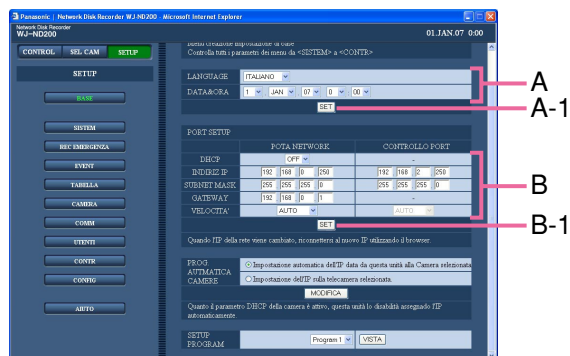 Panasonic | Network Disk Recorder WJ-ND200 - Microsoft Internet Explorer
Network Disk Recorder
WJ-ND200
01.JAN.07 0:00
CONTROL SEL CAM SETUP
SETUP
BASE
SISTEM
REC EMERGENZA
EVENT
TABELLA
CAMERA
COMM
UTENTI
CONTR
CONFIG
AIUTO
Controlla tutti i parametri dei menu da <SISTEM> a <CONTR>
LANGUAGE ITALIANO
DATA&ORA 1 JAN 07 0 00
SET
PORT SETUP
POTA NETWORK CONTROLLO PORT
DHCP OFF -
INDIRIZ IP 192 168 0 250 192 168 2 250
SUBNET MASK 255 255 255 0 255 255 255 0
GATEWAY 192 168 0 1 -
VELOCITA' AUTO AUTO
SET
Quando l'IP della rete viene cambiato, riconnettersi al nuovo IP utilizando il browser.
PROG.
AUTMATICA
CAMERE
Impostazione automatica dell'IP data da questa unità alla Camera selezionata
Impostazione dell'IP sulla telecamera selezionata.
MODIFICA
Quanto il parametro DHCP della camera è attivo, questa unità lo disabilità assegnado l'IP
automaticamente.
SETUP
PROGRAM
Program 1 VISTA
A
A-1
B
B-1